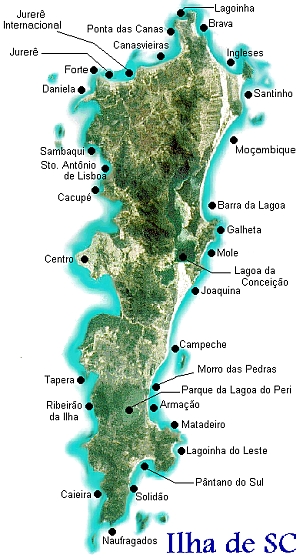 Lagoinha
Jurerê
Internacional
Ponta das Canas
Brava
Canasvieiras
Jurerê
Ingleses
Forte
Daniela
Santinho
Moçambique
Sambaqui
Sto. Antônio
de Lisboa
Cacupé
Barra da Lagoa
Galheta
Mole
Centro
Lagoa da
Conceição
Joaquina
Campeche
Morro das Pedras
Tapera
Parque da Lagoa do Peri
Ribeirão
da Ilha
Armação
Matadeiro
Lagoinha do Leste
Pântano do Sul
Caieira
Solidão
Naufragados
Ilha de SC